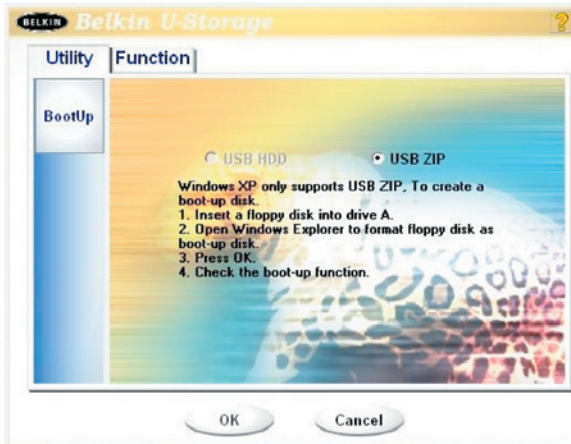 BELKIN Belkin U-Storage ?
Utility Function
BootUp
USB HDD USB ZIP
Windows XP only supports USB ZIP, To create a
boot-up disk.
1. Insert a floppy disk into drive A.
2. Open Windows Explorer to format floppy disk as
boot-up disk.
3. Press OK.
4. Check the boot-up function.
OK Cancel